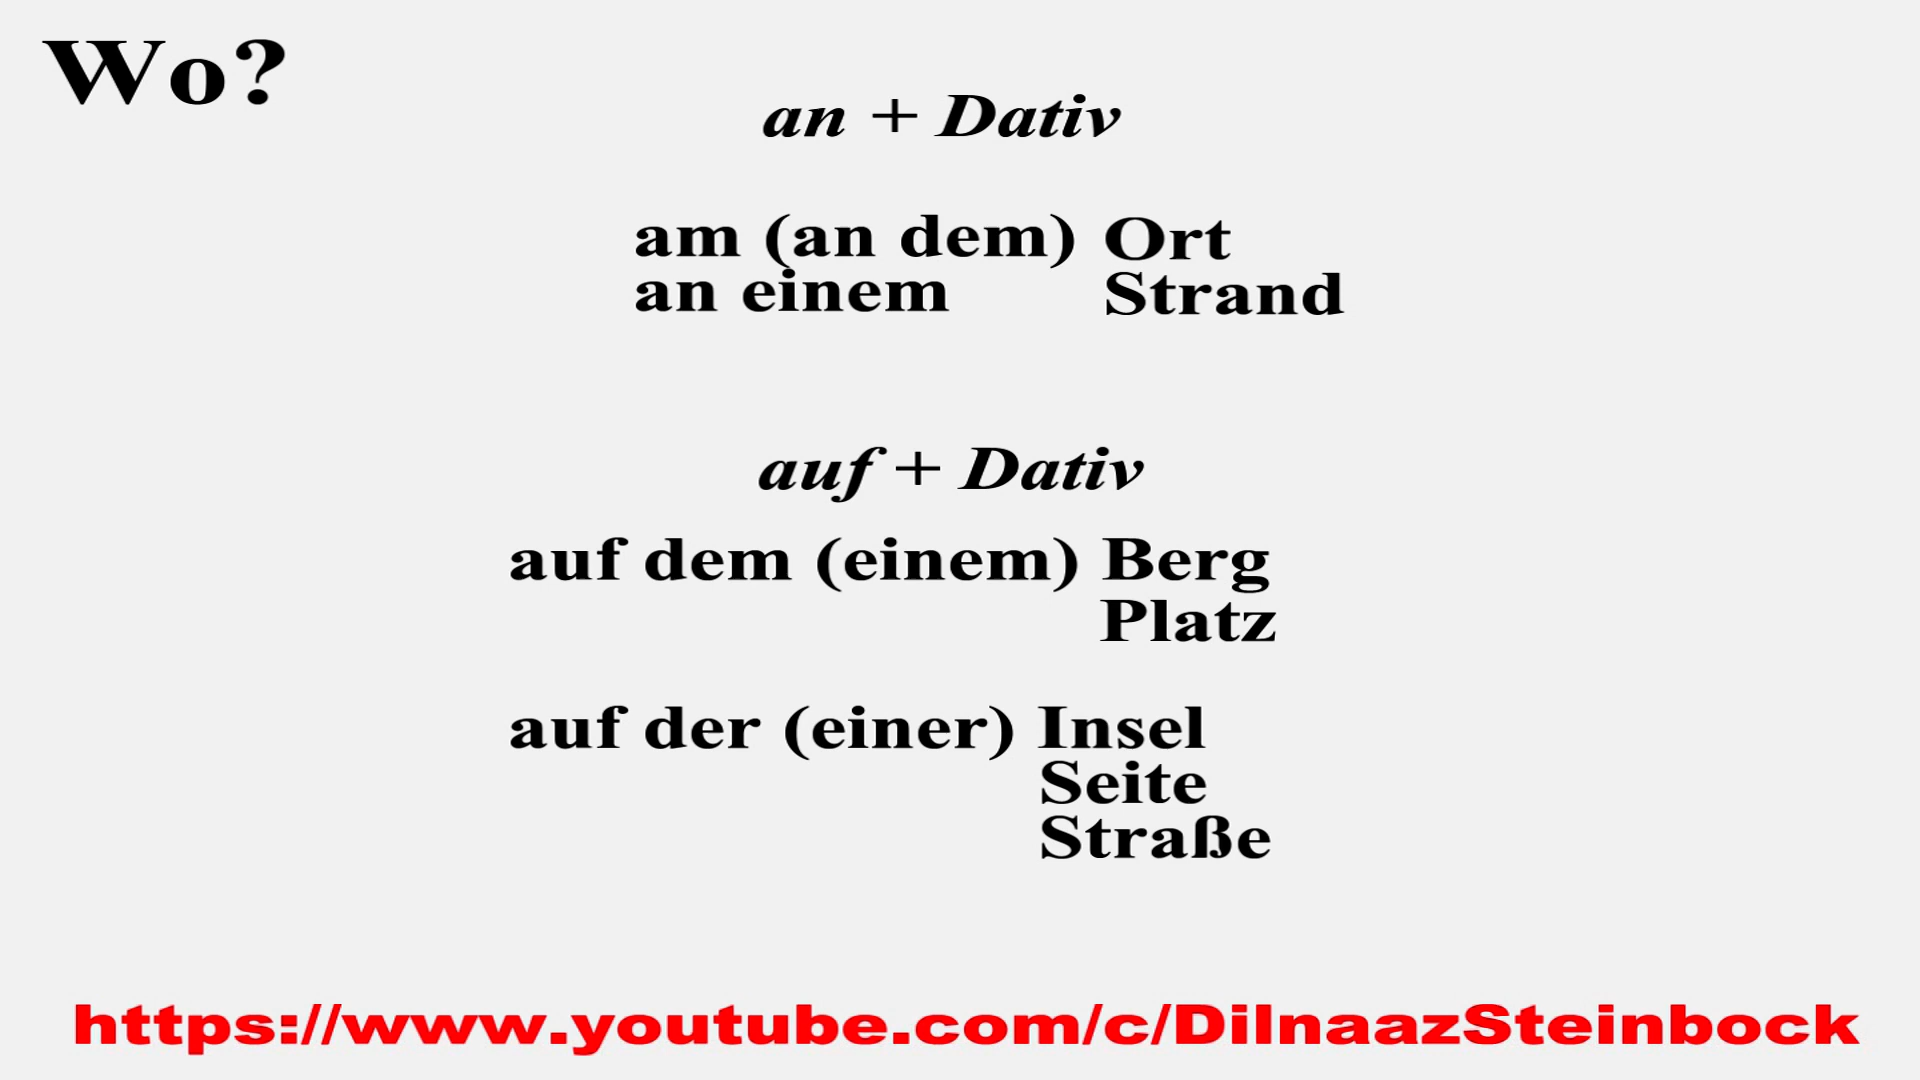 Wo?
an + Dativ
am (an dem) Ort
an einem Strand
auf + Dativ
auf dem (einem) Berg
Platz
auf der (einer) Insel
Seite
Straße
https://www.youtube.com/c/DilnaazSteinbock